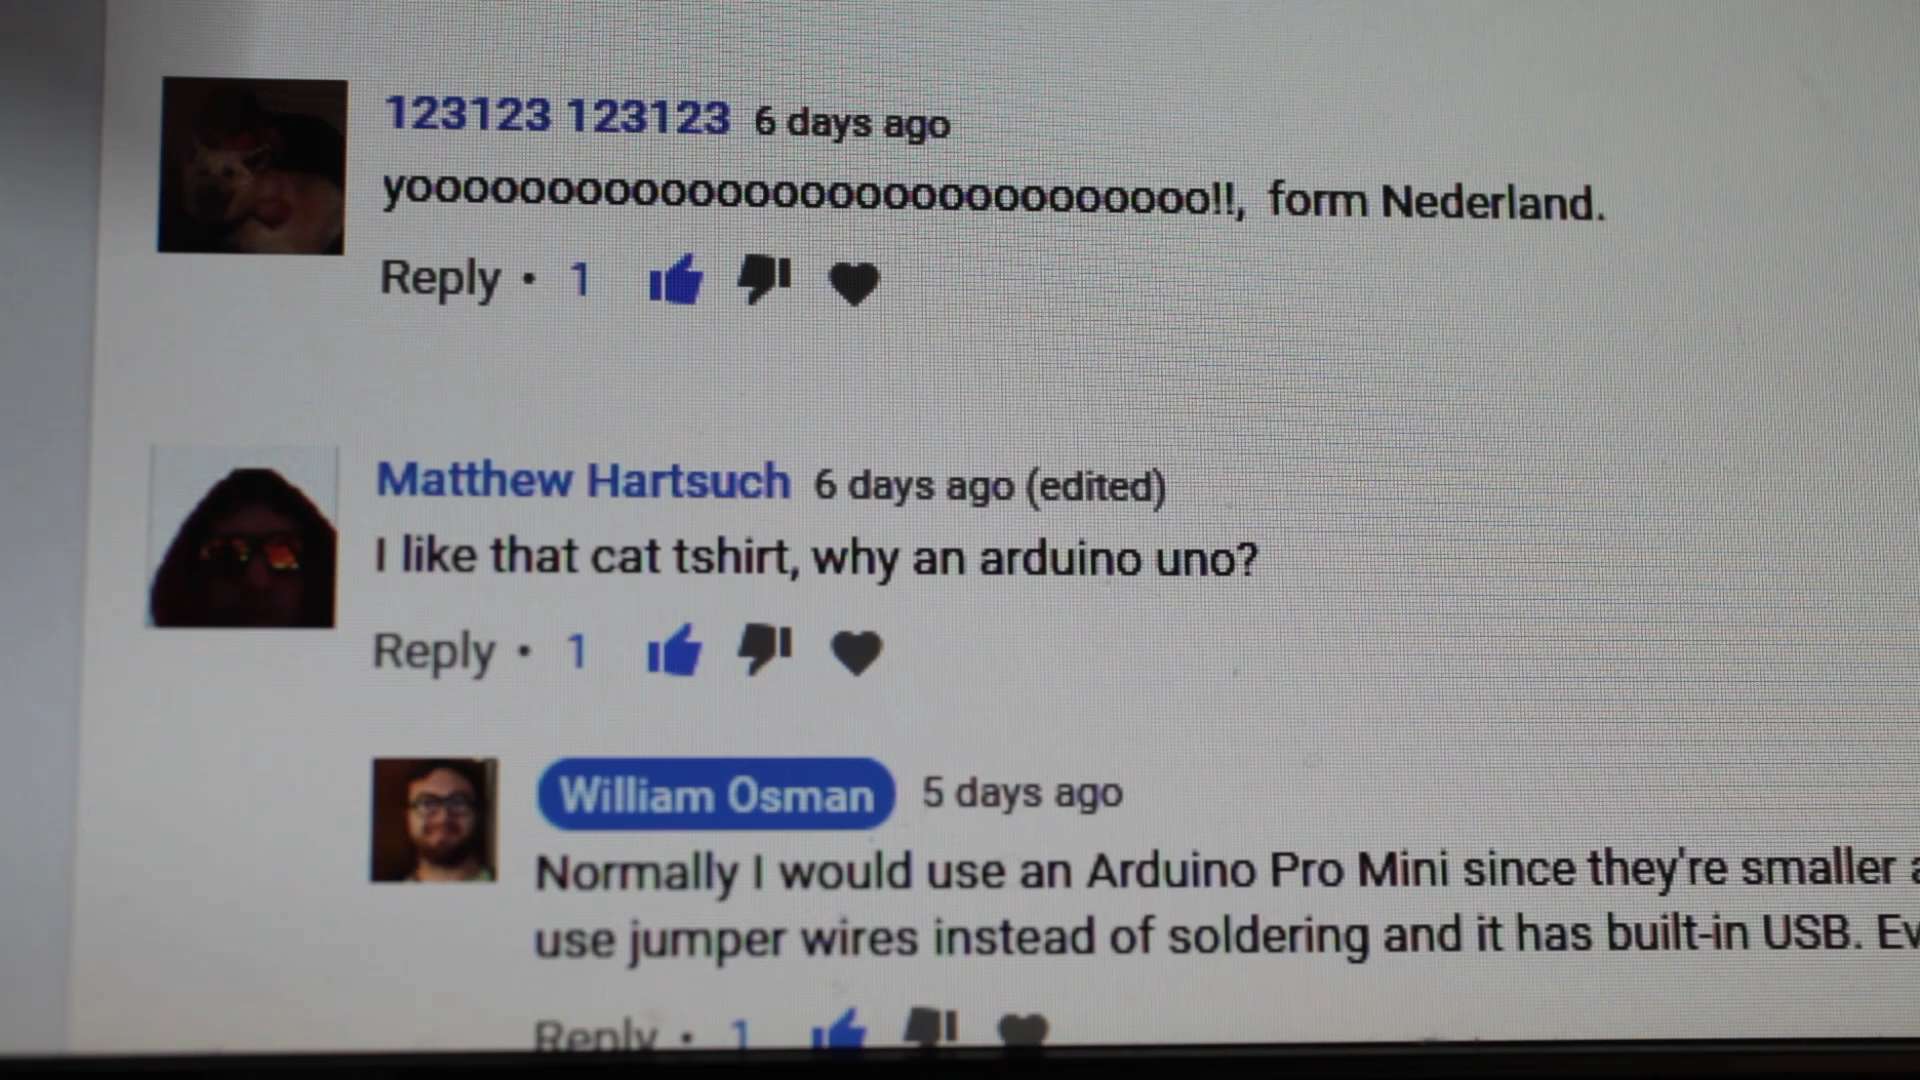 123123 123123 6 days ago
yooooooooooooooooooooooooooooo!!, form Nederland.
Reply • 1
Matthew Hartsuch 6 days ago (edited)
I like that cat tshirt, why an arduino uno?
Reply • 1
William Osman 5 days ago
Normally I would use an Arduino Pro Mini since they're smaller
use jumper wires instead of soldering and it has built-in USB.
Reply • 1